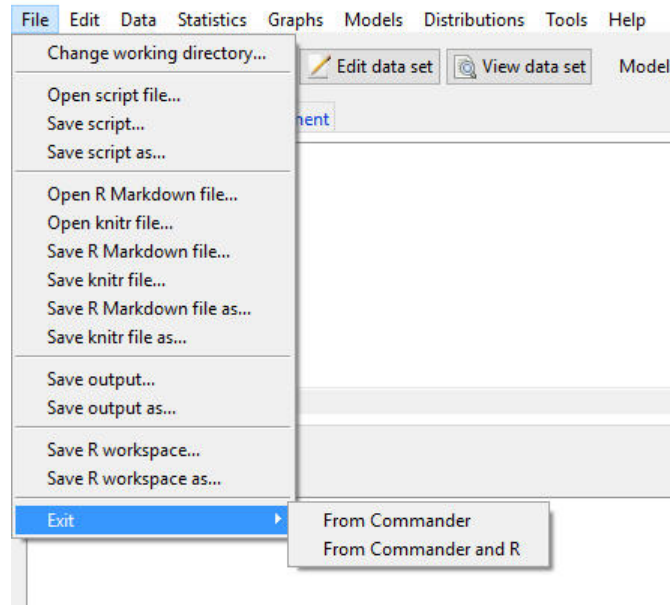 File Edit Data Statistics Graphs Models Distributions Tools Help
Change working directory...
Edit data set View data set Model
Open script file...
Save script...
Save script as...
Open R Markdown file...
Open knitr file...
Save R Markdown file...
Save knitr file...
Save R Markdown file as...
Save knitr file as...
Save output...
Save output as...
Save R workspace...
Save R workspace as...
Exit
From Commander
From Commander and R